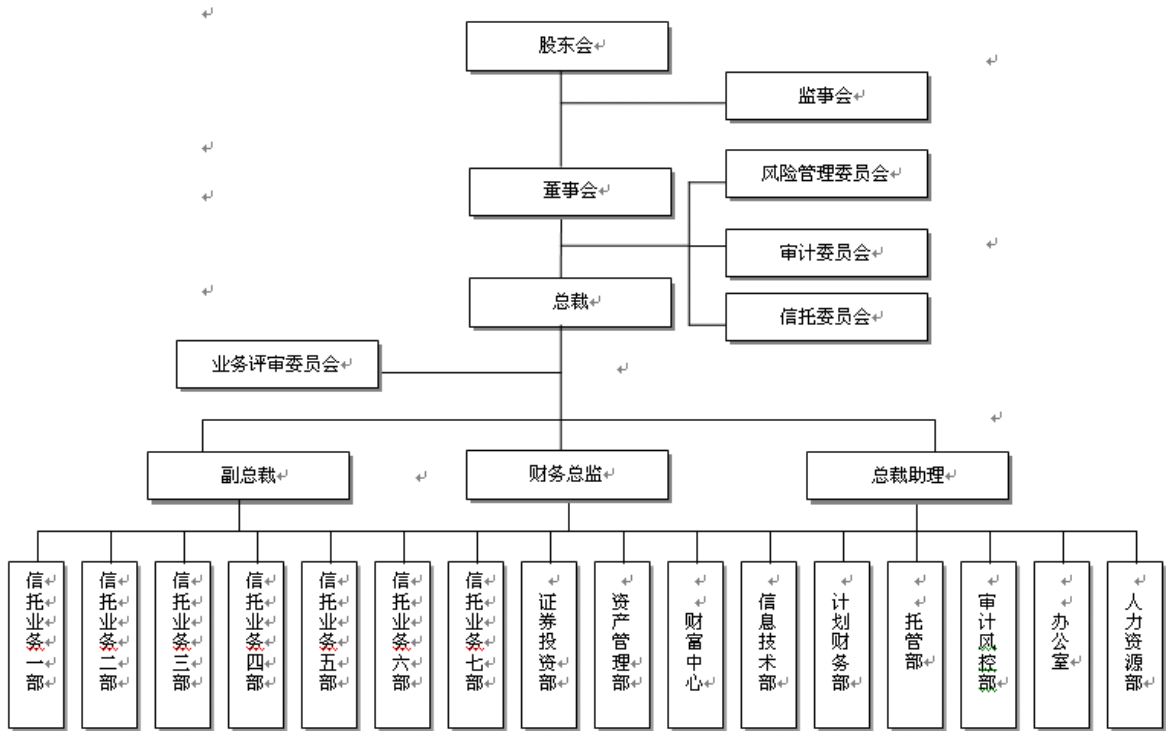 股东会
监事会
董事会
风险管理委员会
审计委员会
总裁
信托委员会
业务评审委员会
副总裁
财务总监
总裁助理
信托业务一部
信托业务二部
信托业务三部
信托业务四部
信托业务五部
信托业务六部
信托业务七部
证券投资部
资产管理部
财富中心
信息技术部
计划财务部
托管部
审计风控部
办公室
人力资源部